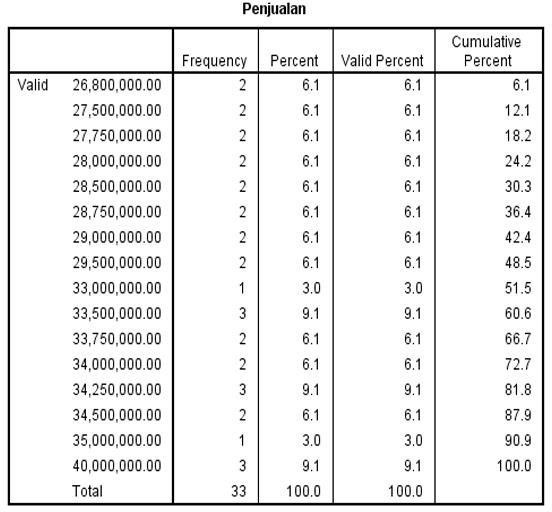 Penjualan
Cumulative
Frequency Percent Valid Percent Percent
Valid 26,800,000.00 2 6.1 6.1 6.1
27,500,000.00 2 6.1 6.1 12.1
27,750,000.00 2 6.1 6.1 18.2
28,000,000.00 2 6.1 6.1 24.2
28,500,000.00 2 6.1 6.1 30.3
28,750,000.00 2 6.1 6.1 36.4
29,000,000.00 2 6.1 6.1 42.4
29,500,000.00 2 6.1 6.1 48.5
33,000,000.00 1 3.0 3.0 51.5
33,500,000.00 3 9.1 9.1 60.6
33,750,000.00 2 6.1 6.1 66.7
34,000,000.00 2 6.1 6.1 72.7
34,250,000.00 3 9.1 9.1 81.8
34,500,000.00 2 6.1 6.1 87.9
35,000,000.00 1 3.0 3.0 90.9
40,000,000.00 3 9.1 9.1 100.0
Total 33 100.0 100.0